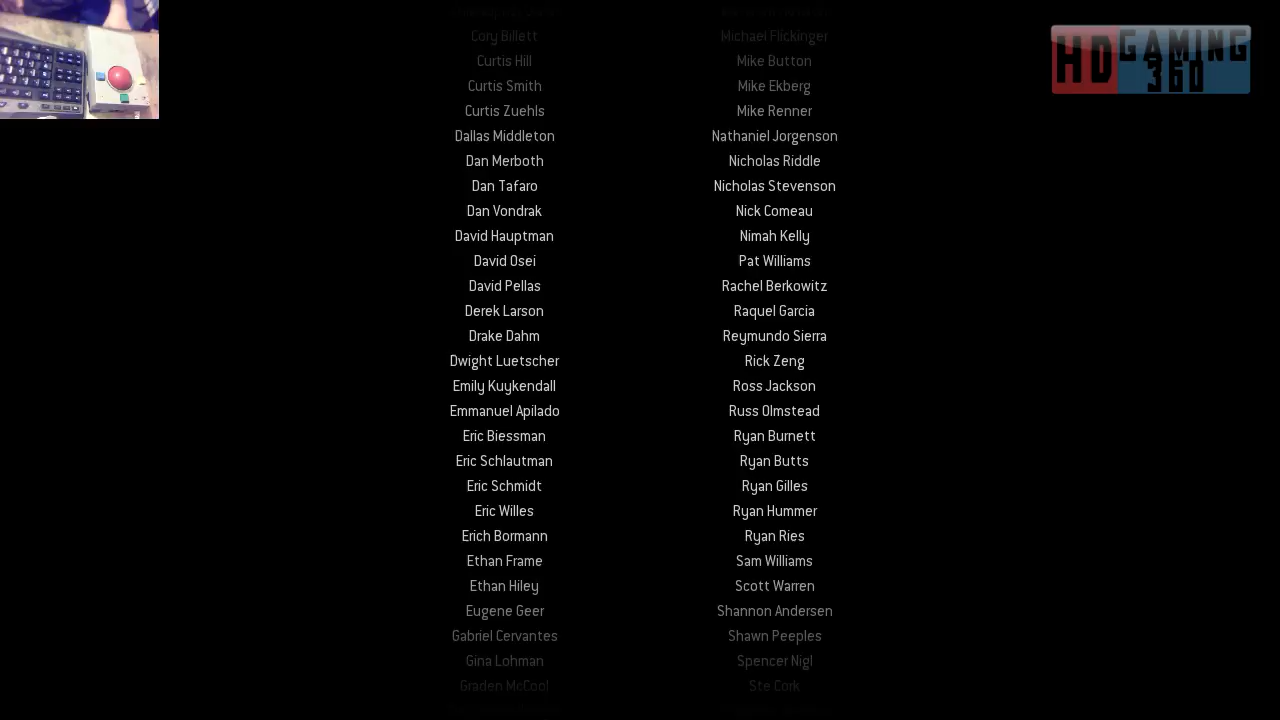 HD GAMING 360
Cory Billett
Curtis Hill
Curtis Smith
Curtis Zuehls
Dallas Middleton
Dan Merboth
Dan Tafaro
Dan Vondrak
David Hauptman
David Osei
David Pellas
Derek Larson
Drake Dahm
Dwight Luetscher
Emily Kuykendall
Emmanuel Apilado
Eric Biessman
Eric Schlautman
Eric Schmidt
Eric Willes
Erich Bormann
Ethan Frame
Ethan Hiley
Eugene Geer
Gabriel Cervantes
Gina Lohman
Graden McCool
Michael Flickinger
Mike Button
Mike Ekberg
Mike Renner
Nathaniel Jorgenson
Nicholas Riddle
Nicholas Stevenson
Nick Comeau
Nimah Kelly
Pat Williams
Rachel Berkowitz
Raquel Garcia
Reymundo Sierra
Rick Zeng
Ross Jackson
Russ Olmstead
Ryan Burnett
Ryan Butts
Ryan Gilles
Ryan Hummer
Ryan Ries
Sam Williams
Scott Warren
Shannon Andersen
Shawn Peeples
Spencer Nigl
Ste Cork